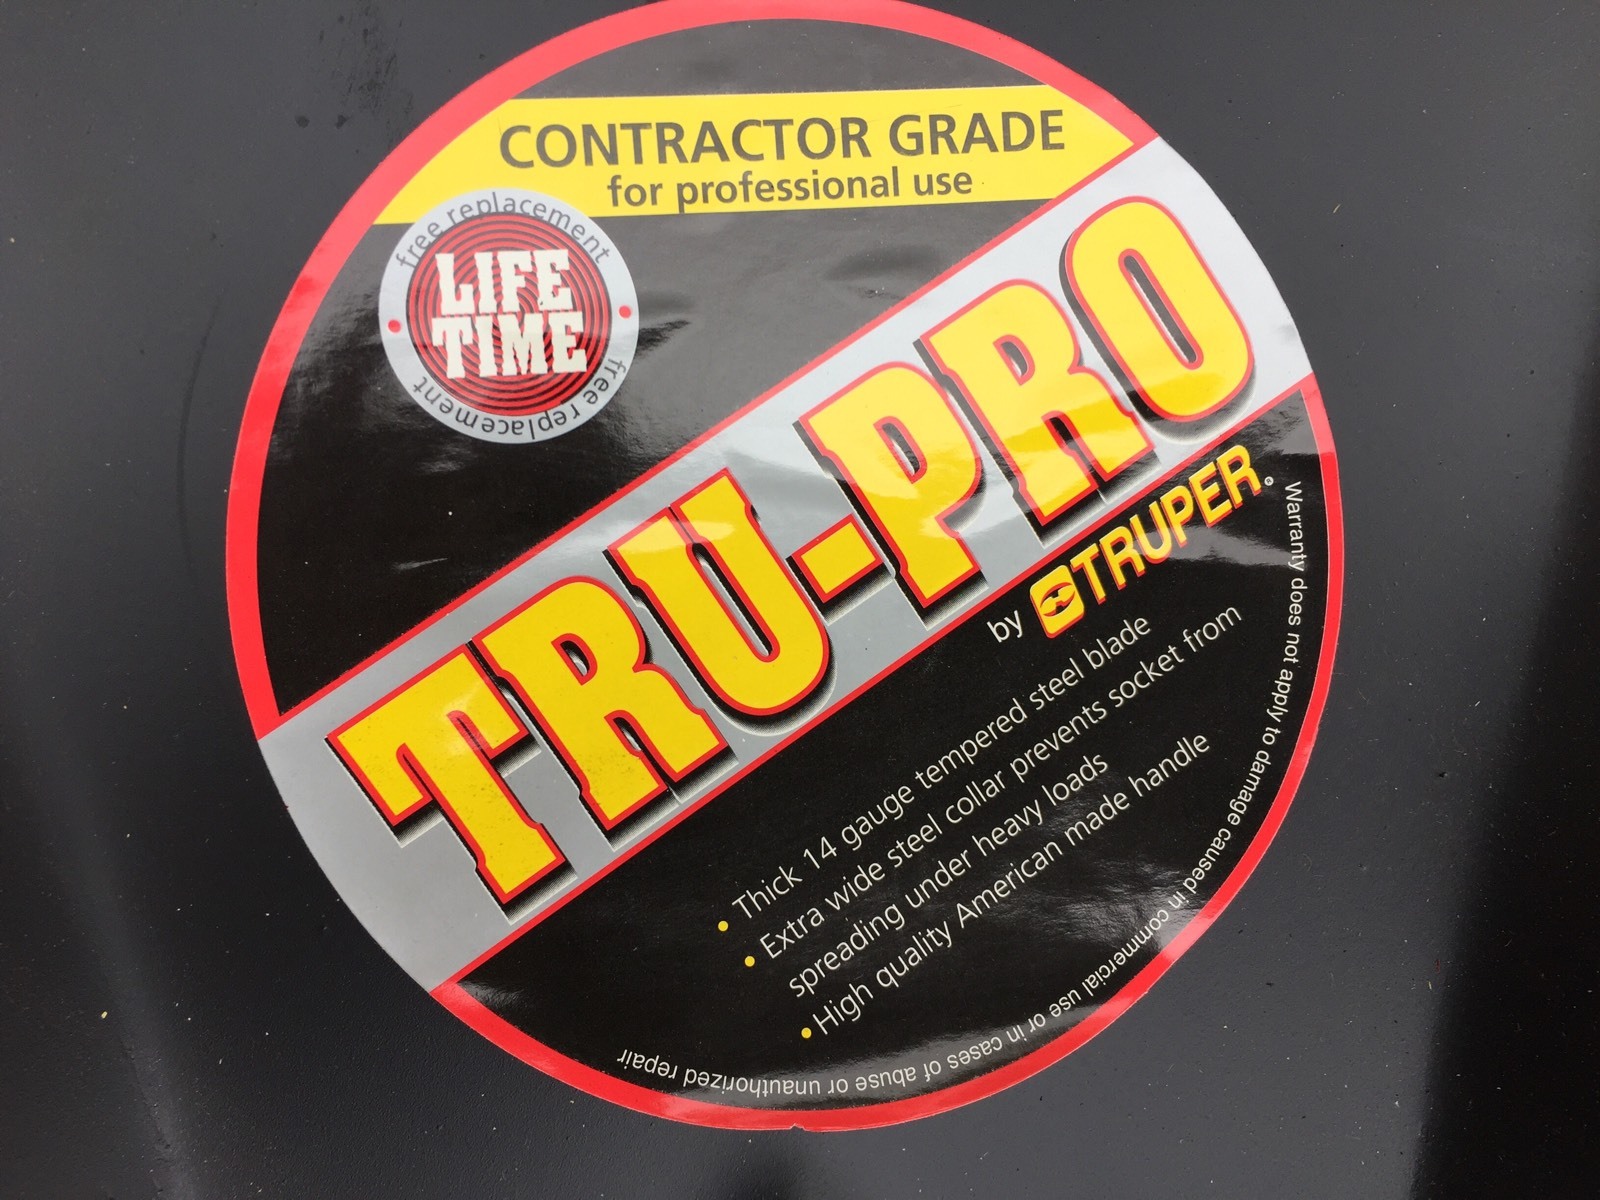 CONTRACTOR GRADE
for professional use
free replacement
LIFE
TIME
free replacement
TRU-PRO
by TRUPER®
• Thick 14 gauge tempered steel blade
• Extra wide steel collar prevents socket from
spreading under heavy loads
• High quality American made handle
Warranty does not apply to damage caused in commercial use or in cases of abuse or unauthorized repair